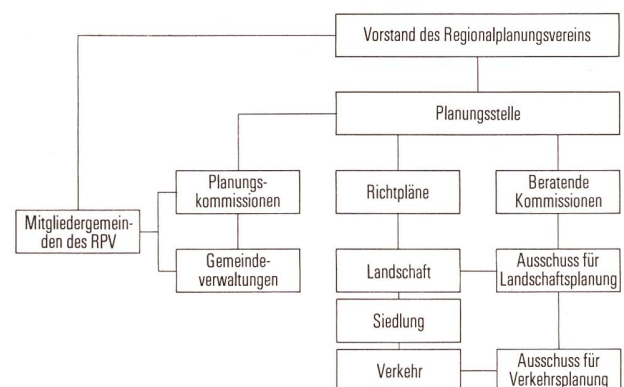 Vorstand des Regionalplanungsvereins
Planungsstelle
Planungs-
kommissionen
Richtpläne
Beratende
Kommissionen
Mitgliedergemein-
den des RPV
Gemeinde-
verwaltungen
Landschaft
Ausschuss für
Landschaftsplanung
Siedlung
Verkehr
Ausschuss für
Verkehrsplanung